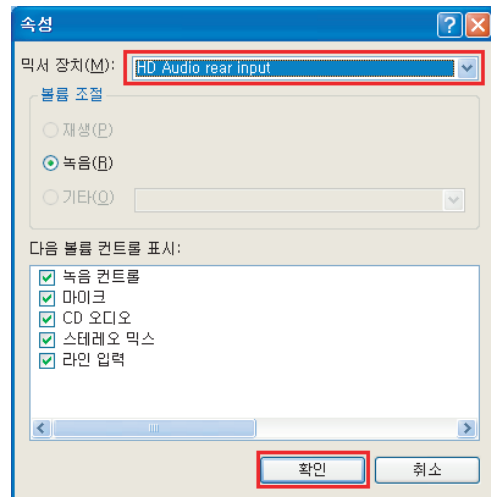 속성
믹서 장치(M): HD Audio rear input
볼륨 조절
재생(P)
녹음(R)
기타(O)
다음 볼륨 컨트롤 표시:
녹음 컨트롤
마이크
CD 오디오
스테레오 믹스
라인 입력
확인 취소